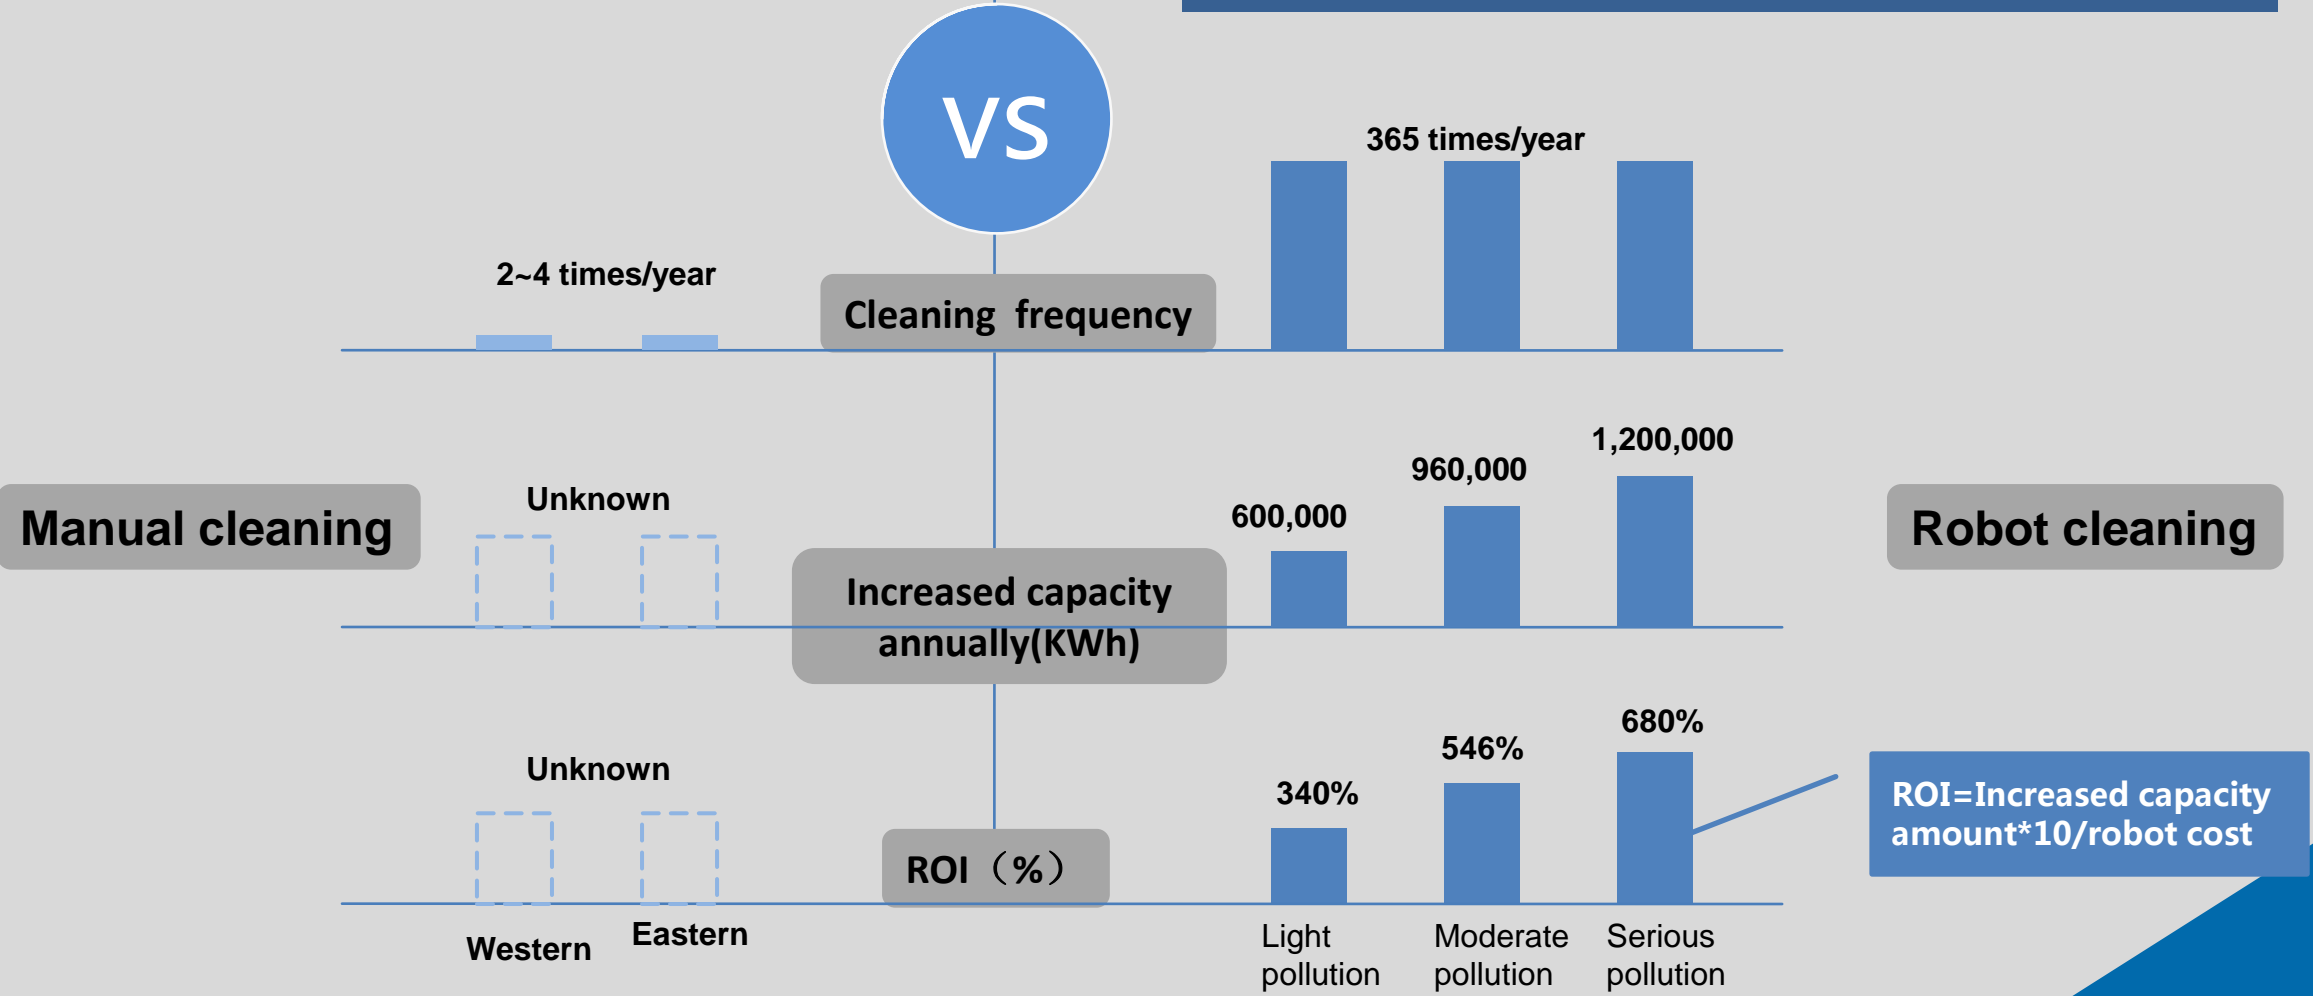 VS
365 times/year
2~4 times/year
Cleaning frequency
1,200,000
960,000
600,000
Unknown
Manual cleaning
Robot cleaning
Increased capacity
annually(KWh)
680%
546%
340%
Unknown
ROI=Increased capacity
amount*10/robot cost
ROI（%）
Western
Eastern
Light
pollution
Moderate
pollution
Serious
pollution